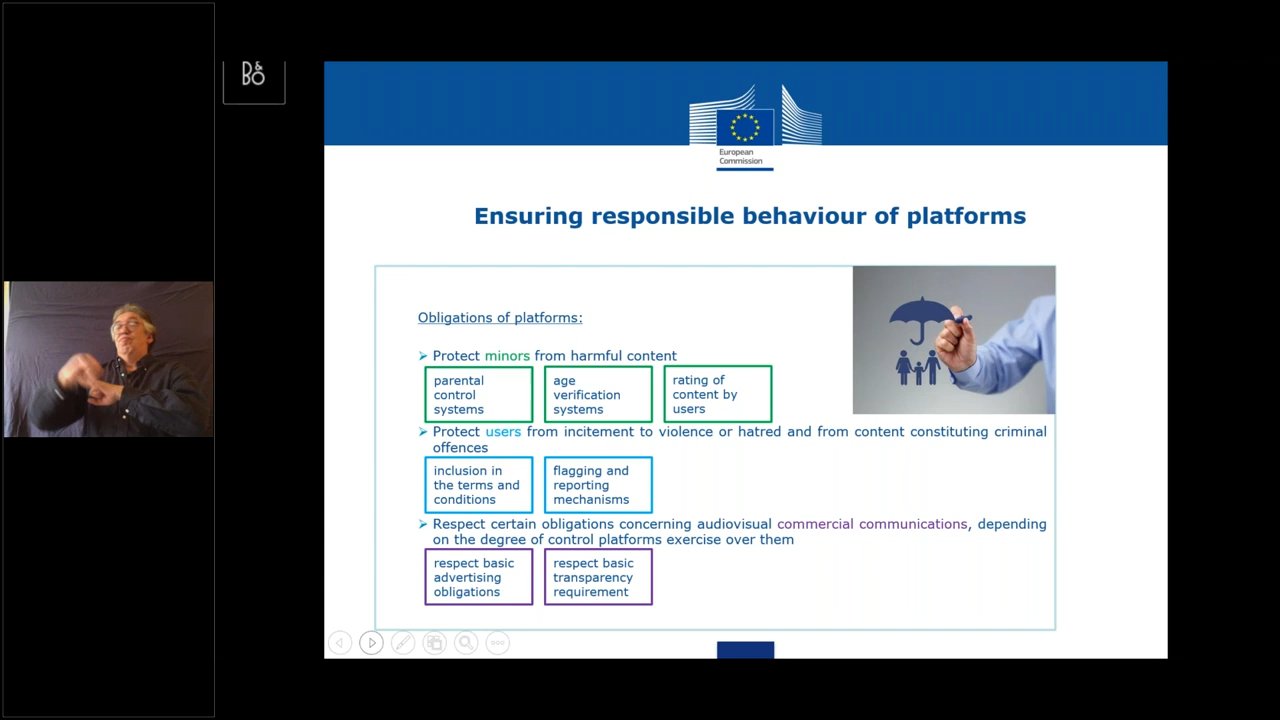 B&
BO
European
Commission
Ensuring responsible behaviour of platforms
Obligations of platforms:
Protect minors from harmful content
parental
control
systems
age
verification
systems
rating of
content by
users
Protect users from incitement to violence or hatred and from content constituting criminal
offences
inclusion in
the terms and
conditions
flagging and
reporting
mechanisms
Respect certain obligations concerning audiovisual commercial communications, depending
on the degree of control platforms exercise over them
respect basic
advertising
obligations
respect basic
transparency
requirement